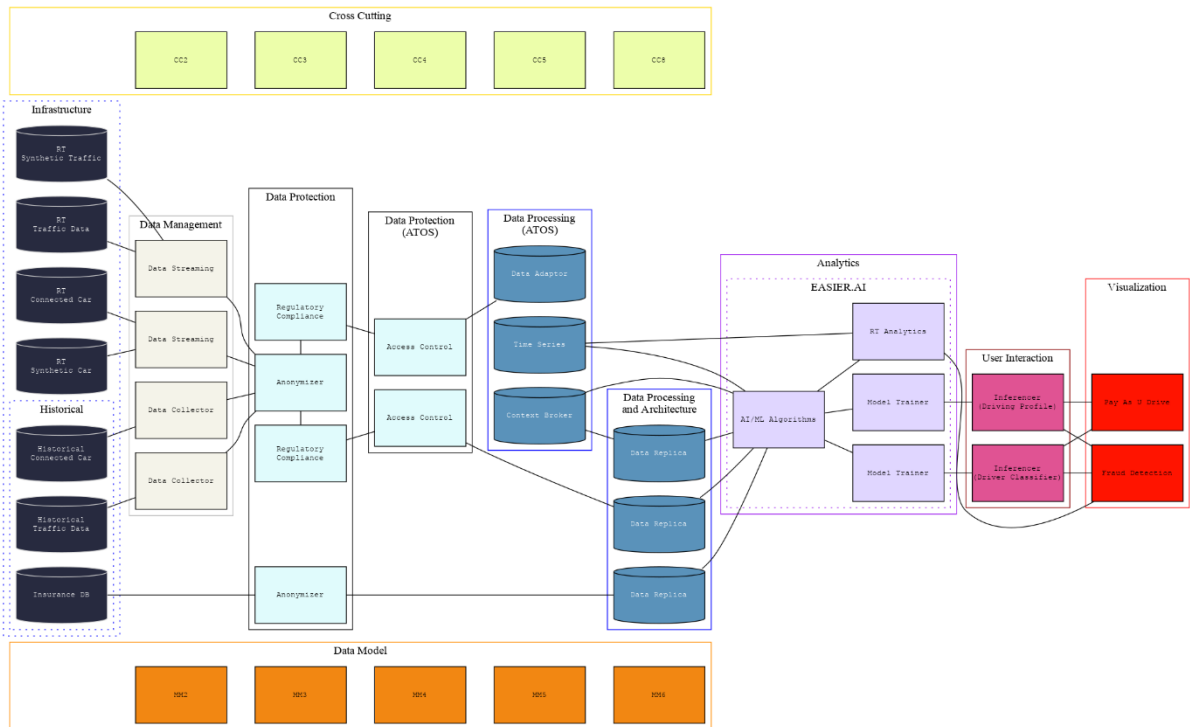 Cross Cutting
CC2
CC3
CC4
CC5
CC8
Infrastructure
RT
Synthetic Traffic
RT
Traffic Data
RT
Connected Car
RT
Synthetic Car
Historical
Historical
Connected Car
Historical
Traffic Data
Insurance DB
Data Management
Data Streaming
Data Streaming
Data Collector
Data Collector
Data Protection
Regulatory
Compliance
Anonymizer
Regulatory
Compliance
Anonymizer
Data Protection
(ATOS)
Access Control
Access Control
Data Processing
(ATOS)
Data Adaptor
Time Series
Context Broker
Data Processing
and Architecture
Data Replica
Data Replica
Data Replica
Analytics
EASIER.AI
AI/ML Algorithms
RT Analytics
Model Trainer
Model Trainer
User Interaction
Inferencer
(Driving Profile)
Inferencer
(Driver Classifier)
Visualization
Pay As U Drive
Fraud Detection
Data Model
MM2
MM3
MM4
MM5
MM6